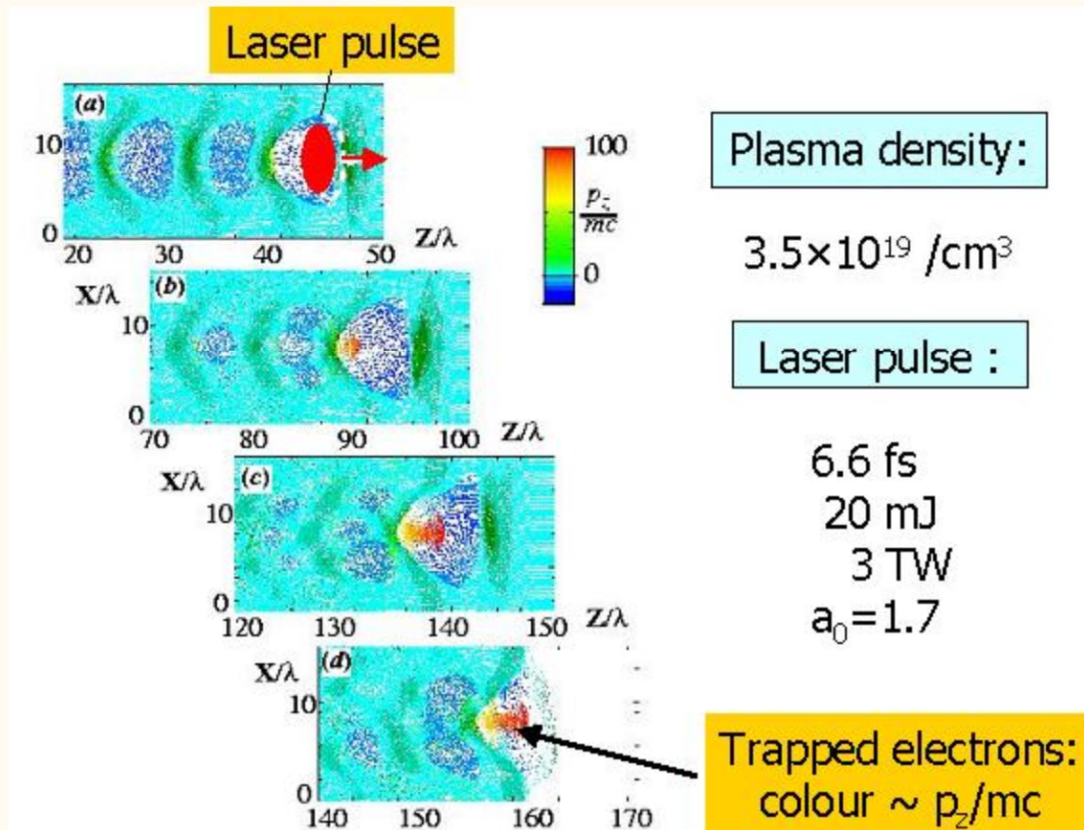 Laser pulse
(a)
10
0
20 30 40 Z/λ 50
100
p_z/mc
0
Plasma density:
3.5×10¹⁹ /cm³
X/λ
(b)
10
0
70 80 90 100 Z/λ
Laser pulse :
6.6 fs
20 mJ
3 TW
a₀=1.7
X/λ
(c)
10
0
120 130 140 150 Z/λ
X/λ
(d)
10
0
140 150 160 170
Trapped electrons:
colour ~ p_z/mc